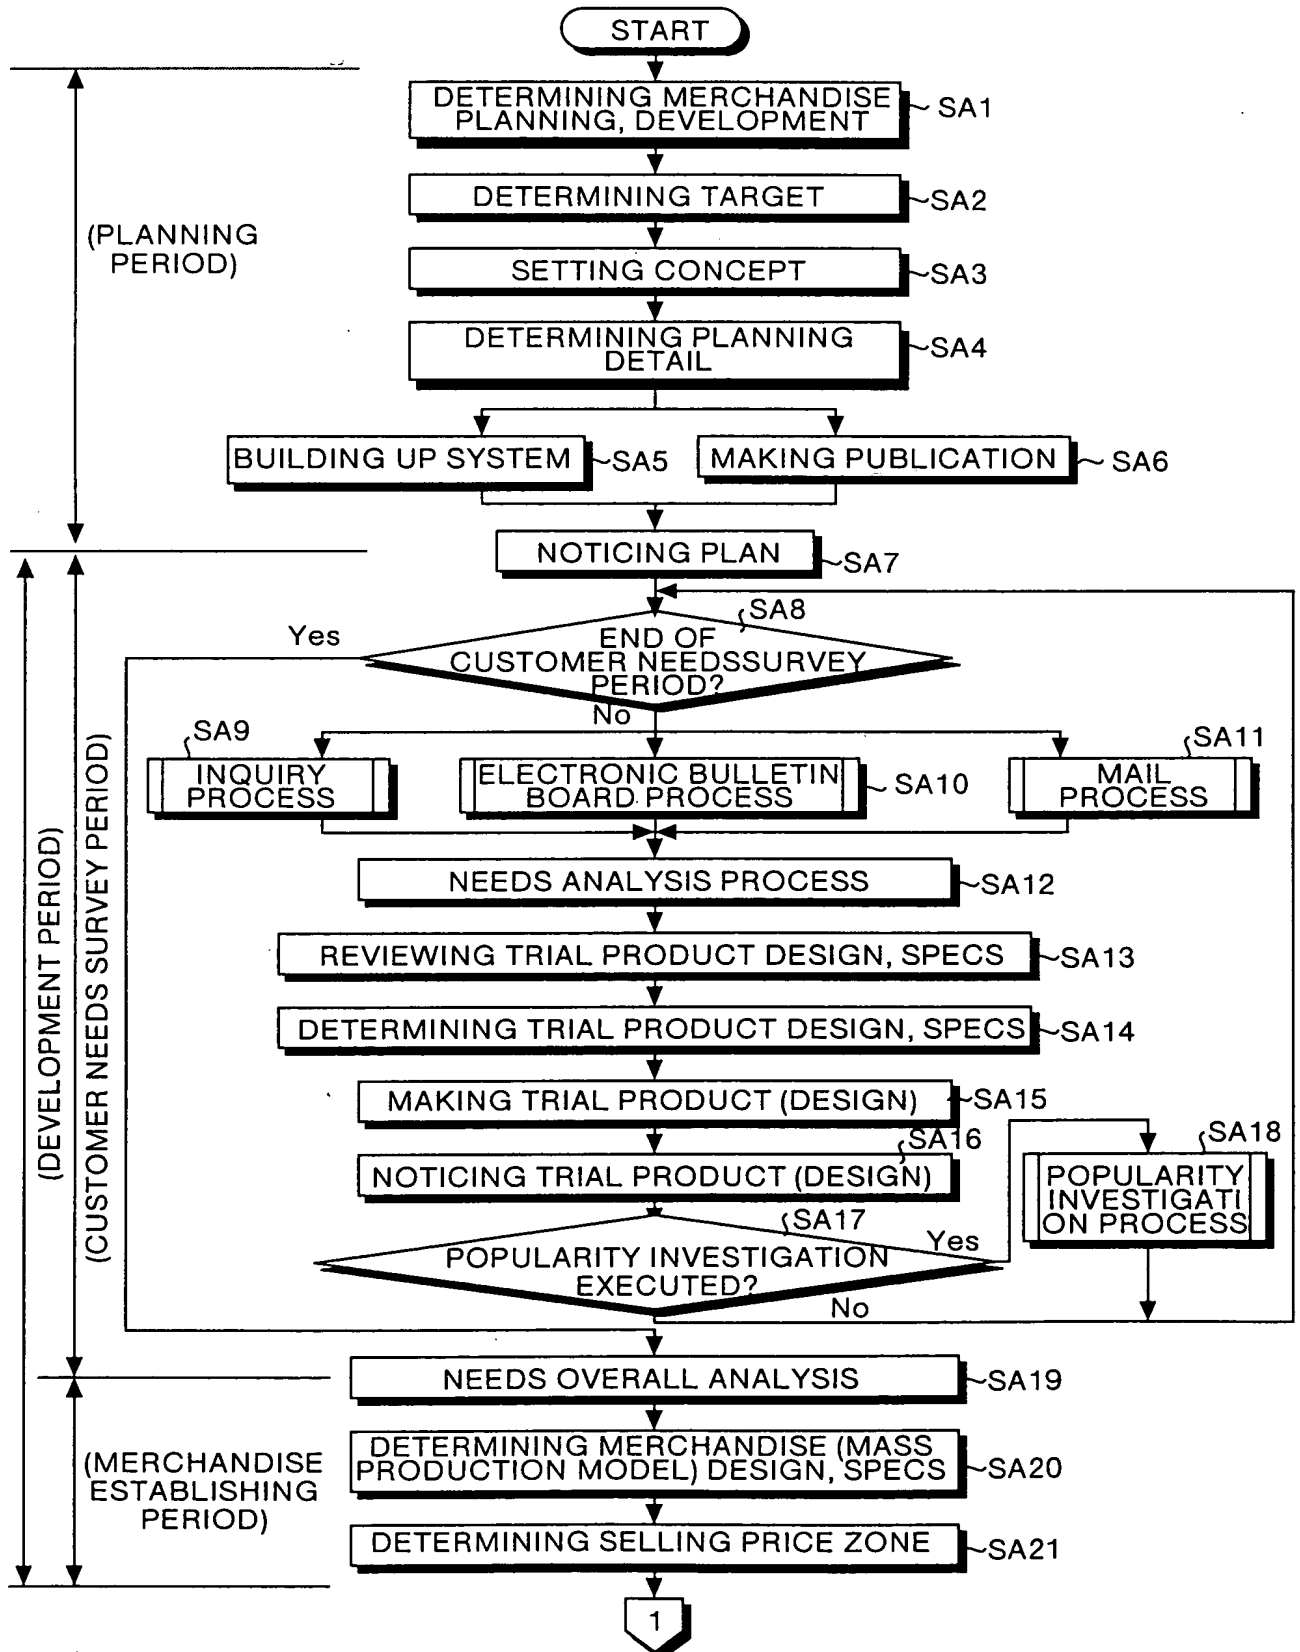 START
DETERMINING MERCHANDISE
PLANNING, DEVELOPMENT
SA1
DETERMINING TARGET
SA2
(PLANNING
PERIOD)
SETTING CONCEPT
SA3
DETERMINING PLANNING
DETAIL
SA4
BUILDING UP SYSTEM
SA5
MAKING PUBLICATION
SA6
NOTICING PLAN
SA7
SA8
Yes
END OF
CUSTOMER NEEDSSURVEY
PERIOD?
No
SA9
INQUIRY
PROCESS
ELECTRONIC BULLETIN
BOARD PROCESS
SA10
SA11
MAIL
PROCESS
(DEVELOPMENT PERIOD)
(CUSTOMER NEEDS SURVEY PERIOD)
NEEDS ANALYSIS PROCESS
SA12
REVIEWING TRIAL PRODUCT DESIGN, SPECS
SA13
DETERMINING TRIAL PRODUCT DESIGN, SPECS
SA14
MAKING TRIAL PRODUCT (DESIGN)
SA15
SA16
NOTICING TRIAL PRODUCT (DESIGN)
SA18
POPULARITY
INVESTIGATI
ON PROCESS
SA17
Yes
POPULARITY INVESTIGATION
EXECUTED?
No
NEEDS OVERALL ANALYSIS
SA19
(MERCHANDISE
ESTABLISHING
PERIOD)
DETERMINING MERCHANDISE (MASS
PRODUCTION MODEL) DESIGN, SPECS
SA20
DETERMINING SELLING PRICE ZONE
SA21
1